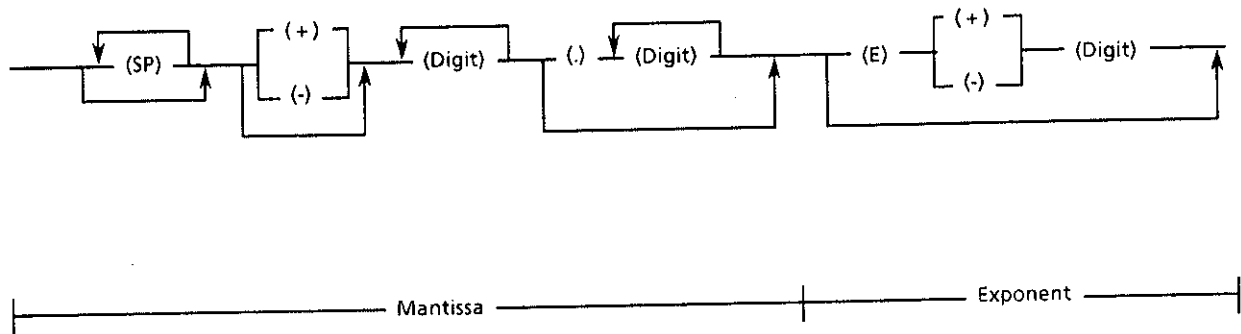 (+) (+)
(SP) (Digit) (.) (Digit) (E) (Digit)
(-) (-)
Mantissa Exponent